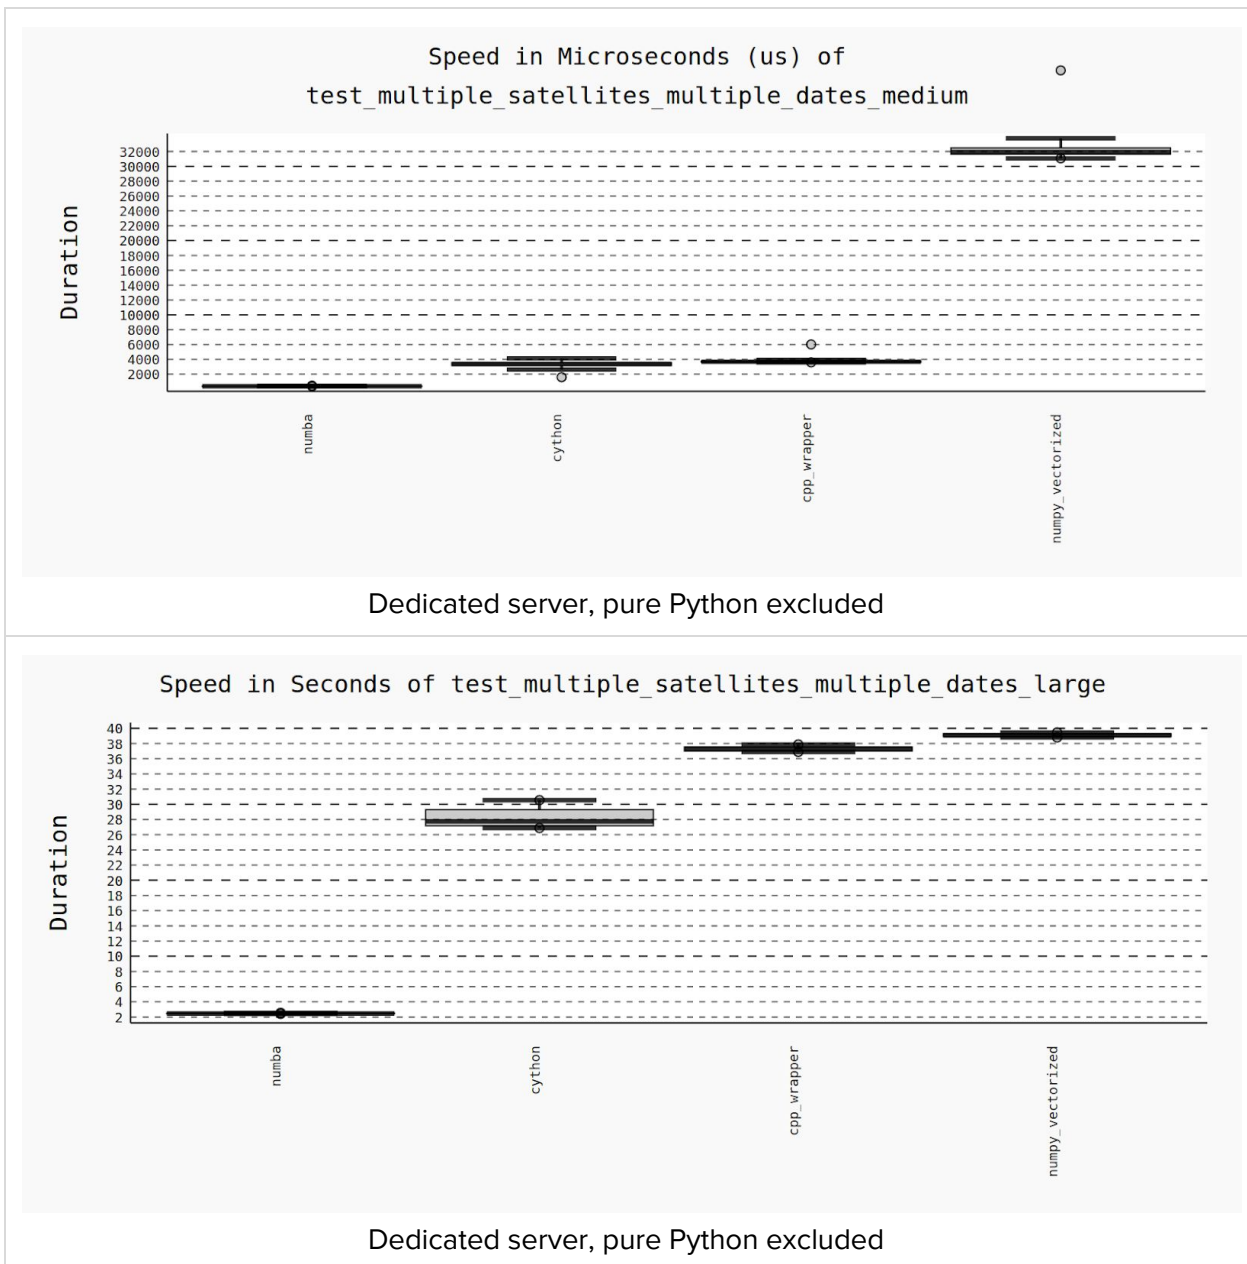 Speed in Microseconds (us) of
test_multiple_satellites_multiple_dates_medium
Duration
32000
30000
28000
26000
24000
22000
20000
18000
16000
14000
12000
10000
8000
6000
4000
2000
numba
cython
cpp_wrapper
numpy_vectorized
Dedicated server, pure Python excluded
Speed in Seconds of test_multiple_satellites_multiple_dates_large
Duration
40
38
36
34
32
30
28
26
24
22
20
18
16
14
12
10
8
6
4
2
numba
cython
cpp_wrapper
numpy_vectorized
Dedicated server, pure Python excluded